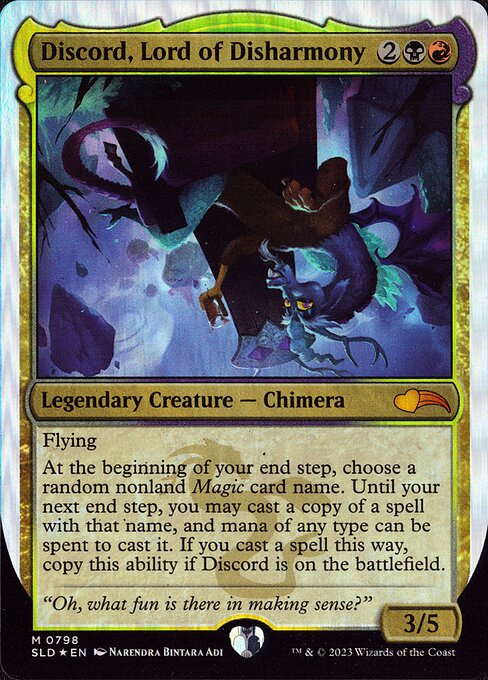 Discord, Lord of Disharmony 2
Legendary Creature — Chimera
Flying
At the beginning of your end step, choose a
random nonland Magic card name. Until your
next end step, you may cast a copy of a spell
with that name, and mana of any type can be
spent to cast it. If you cast a spell this way,
copy this ability if Discord is on the battlefield.
“Oh, what fun is there in making sense?”
3/5
M 0798
SLD ★ EN Narendra Bintara Adi
™ & © 2023 Wizards of the Coast